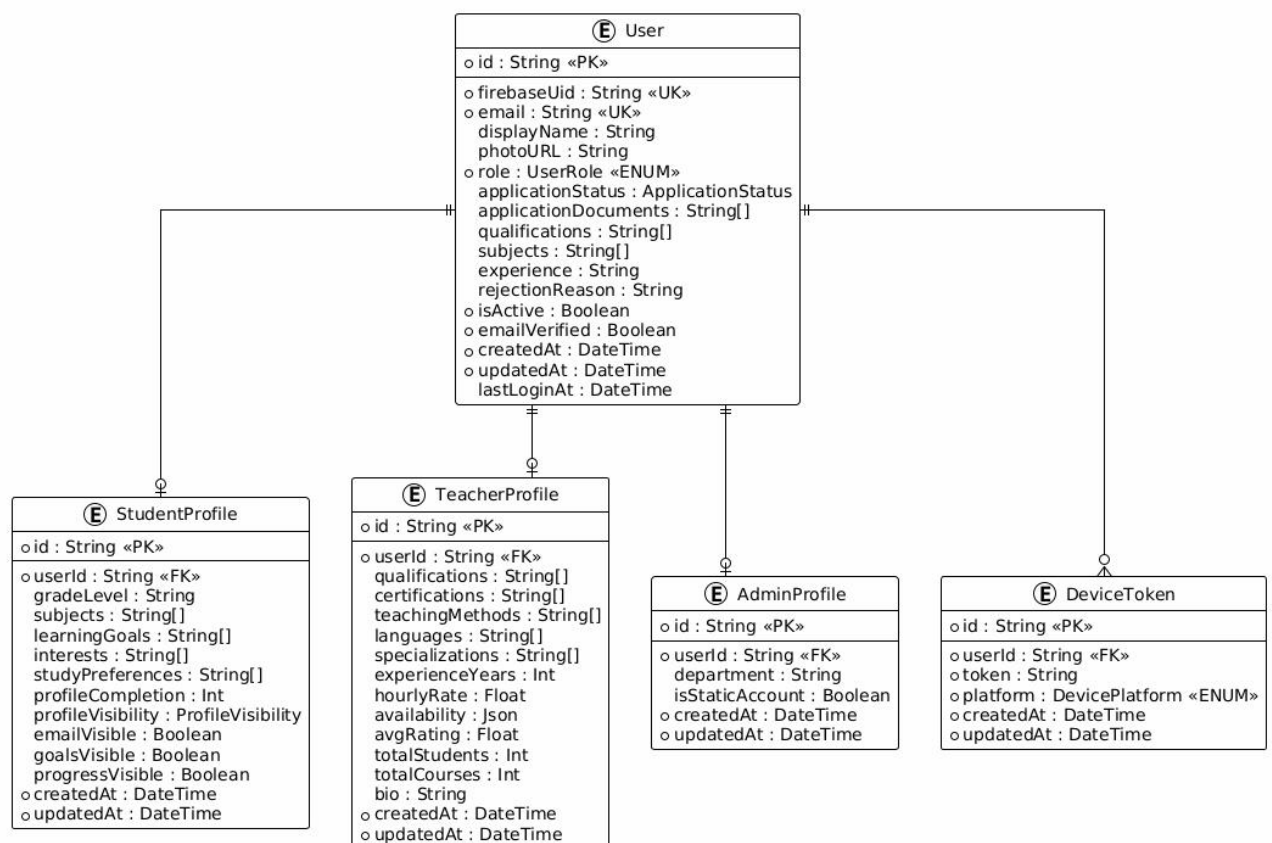 E User
id : String «PK»
firebaseUid : String «UK»
email : String «UK»
displayName : String
photoURL : String
role : UserRole «ENUM»
applicationStatus : ApplicationStatus
applicationDocuments : String[]
qualifications : String[]
subjects : String[]
experience : String
rejectionReason : String
isActive : Boolean
emailVerified : Boolean
createdAt : DateTime
updatedAt : DateTime
lastLoginAt : DateTime
E StudentProfile
id : String «PK»
userId : String «FK»
gradeLevel : String
subjects : String[]
learningGoals : String[]
interests : String[]
studyPreferences : String[]
profileCompletion : Int
profileVisibility : ProfileVisibility
emailVisible : Boolean
goalsVisible : Boolean
progressVisible : Boolean
createdAt : DateTime
updatedAt : DateTime
E TeacherProfile
id : String «PK»
userId : String «FK»
qualifications : String[]
certifications : String[]
teachingMethods : String[]
languages : String[]
specializations : String[]
experienceYears : Int
hourlyRate : Float
availability : Json
avgRating : Float
totalStudents : Int
totalCourses : Int
bio : String
createdAt : DateTime
updatedAt : DateTime
E AdminProfile
id : String «PK»
userId : String «FK»
department : String
isStaticAccount : Boolean
createdAt : DateTime
updatedAt : DateTime
E DeviceToken
id : String «PK»
userId : String «FK»
token : String
platform : DevicePlatform «ENUM»
createdAt : DateTime
updatedAt : DateTime